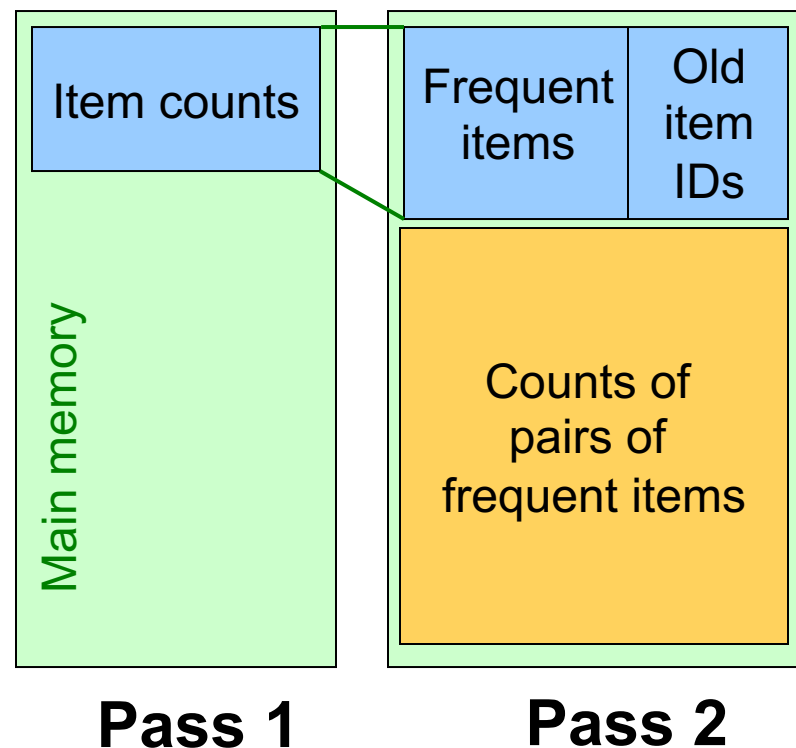 Item counts
Main memory
Pass 1
Frequent
items
Old
item
IDs
Counts of
pairs of
frequent items
Pass 2